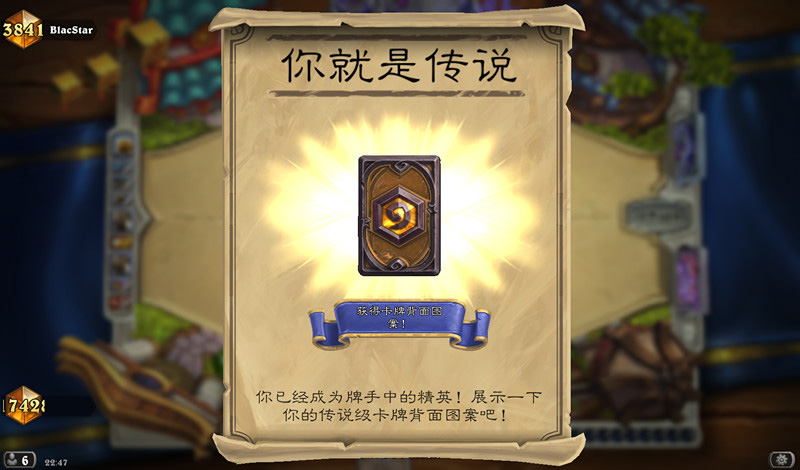 3841 BlacStar
你就是传说
获得卡牌背面图
案！
你已经成为牌手中的精英！展示一下
你的传说级卡牌背面图案吧！
6 22:47